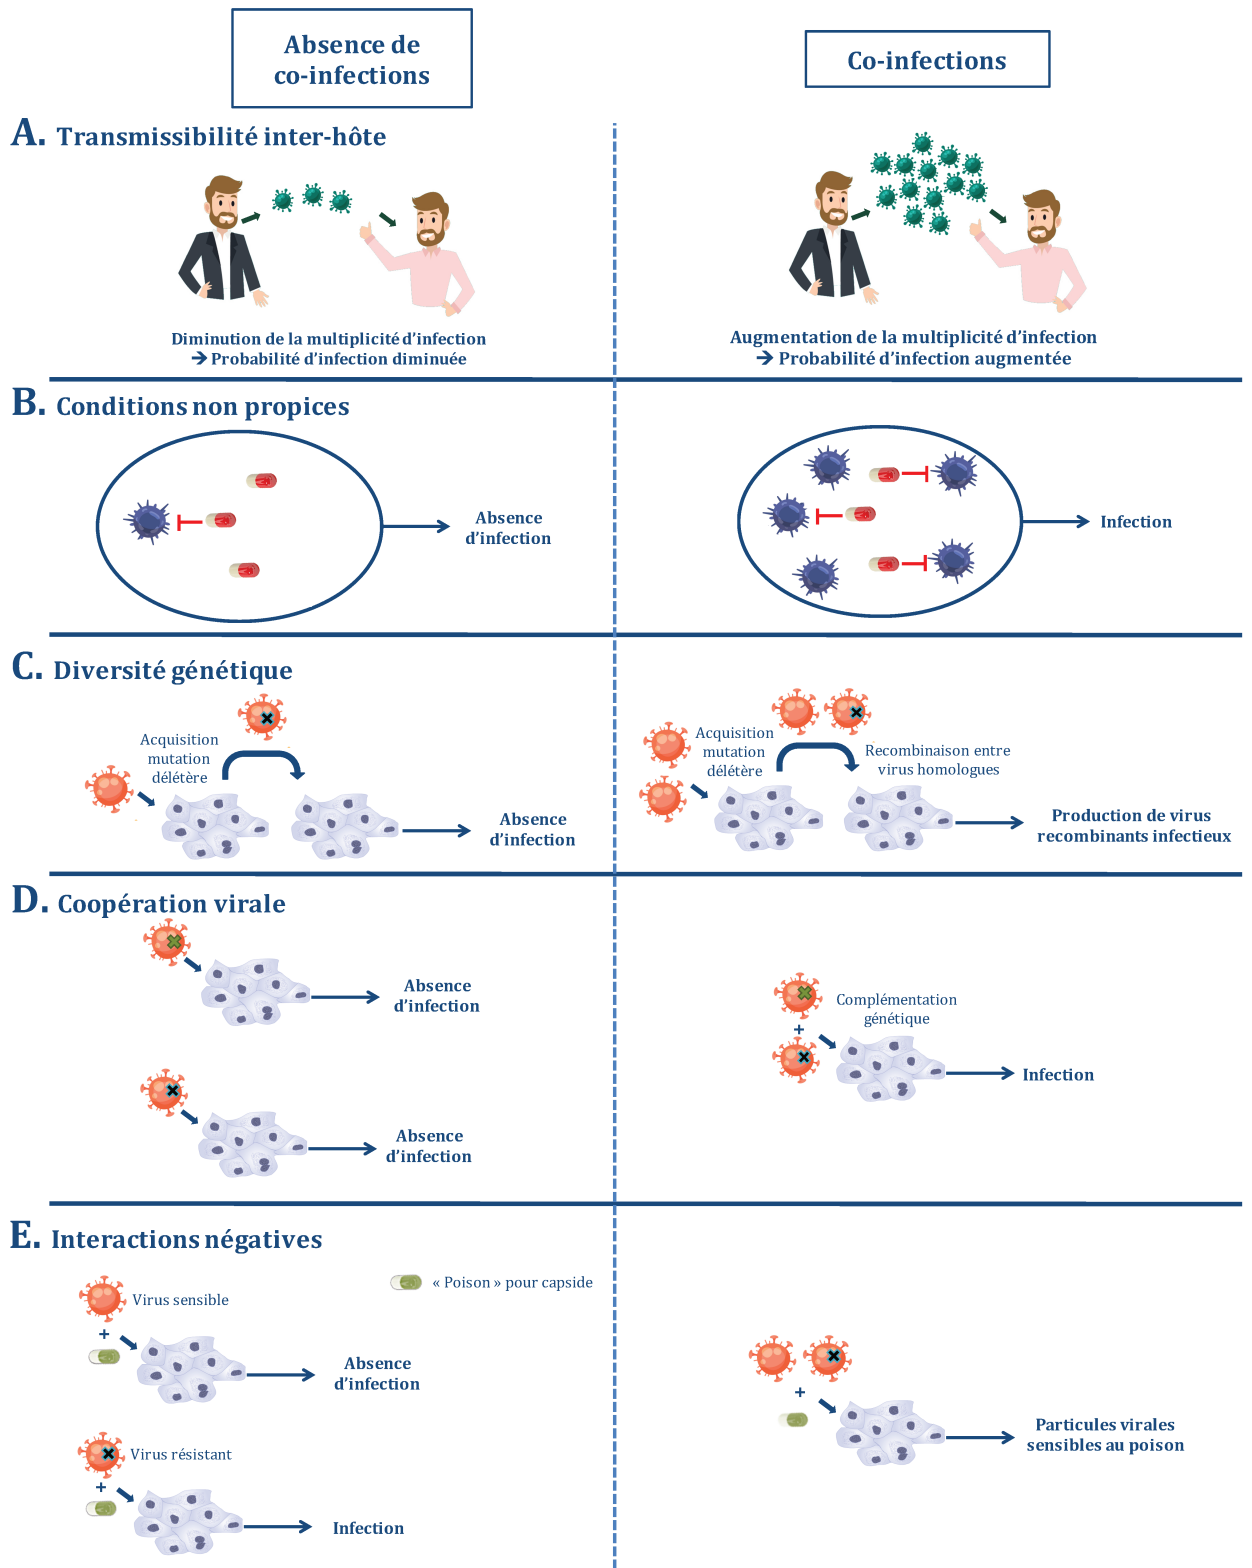 Absence de
co-infections
Co-infections
A. Transmissibilité inter-hôte
Diminution de la multiplicité d'infection
➔ Probabilité d'infection diminuée
Augmentation de la multiplicité d'infection
➔ Probabilité d'infection augmentée
B. Conditions non propices
Absence
d'infection
Infection
C. Diversité génétique
Acquisition
mutation
délétère
Absence
d'infection
Acquisition
mutation
délétère
Recombinaison entre
virus homologues
Production de virus
recombinants infectieux
D. Coopération virale
Absence
d'infection
Absence
d'infection
+
Complémentation
génétique
Infection
E. Interactions négatives
« Poison » pour capside
Virus sensible
+
Absence
d'infection
Virus résistant
+
Infection
+
Particules virales
sensibles au poison